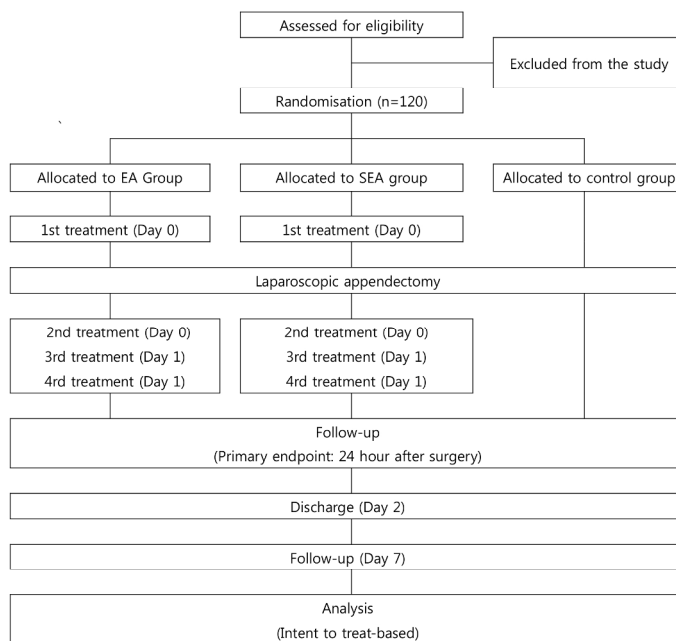 Assessed for eligibility
Excluded from the study
Randomisation (n=120)
Allocated to EA Group
Allocated to SEA group
Allocated to control group
1st treatment (Day 0)
1st treatment (Day 0)
Laparoscopic appendectomy
2nd treatment (Day 0)
3rd treatment (Day 1)
4rd treatment (Day 1)
2nd treatment (Day 0)
3rd treatment (Day 1)
4rd treatment (Day 1)
Follow-up
(Primary endpoint: 24 hour after surgery)
Discharge (Day 2)
Follow-up (Day 7)
Analysis
(Intent to treat-based)